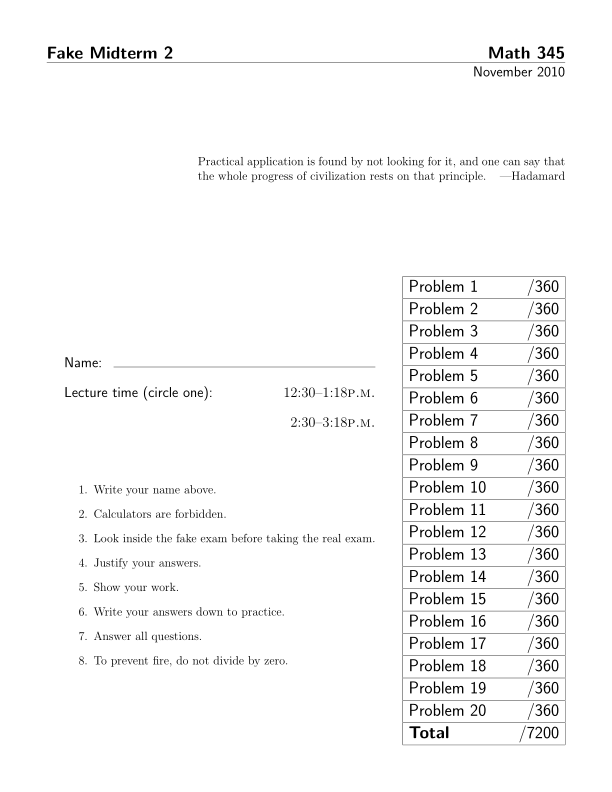 Fake Midterm 2 Math 345
November 2010
Practical application is found by not looking for it, and one can say that
the whole progress of civilization rests on that principle. —Hadamard
Name:
Lecture time (circle one): 12:30–1:18P.M.
2:30–3:18P.M.
1. Write your name above.
2. Calculators are forbidden.
3. Look inside the fake exam before taking the real exam.
4. Justify your answers.
5. Show your work.
6. Write your answers down to practice.
7. Answer all questions.
8. To prevent fire, do not divide by zero.
Problem 1 /360
Problem 2 /360
Problem 3 /360
Problem 4 /360
Problem 5 /360
Problem 6 /360
Problem 7 /360
Problem 8 /360
Problem 9 /360
Problem 10 /360
Problem 11 /360
Problem 12 /360
Problem 13 /360
Problem 14 /360
Problem 15 /360
Problem 16 /360
Problem 17 /360
Problem 18 /360
Problem 19 /360
Problem 20 /360
Total /7200